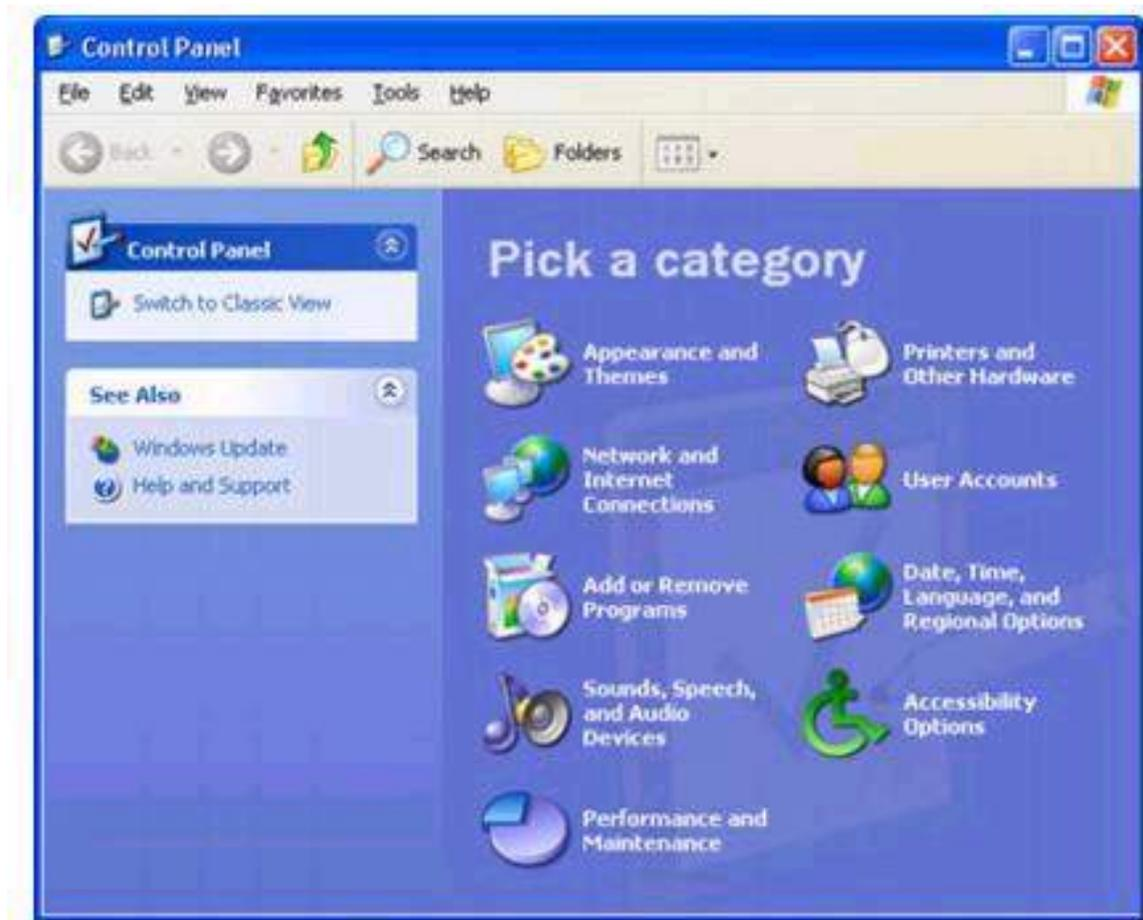 Control Panel
File Edit View Favorites Tools Help
Back Search Folders
Control Panel
Switch to Classic View
See Also
Windows Update
Help and Support
Pick a category
Appearance and
Themes
Printers and
Other Hardware
Network and
Internet
Connections
User Accounts
Add or Remove
Programs
Date, Time,
Language, and
Regional Options
Sounds, Speech,
and Audio
Devices
Accessibility
Options
Performance and
Maintenance